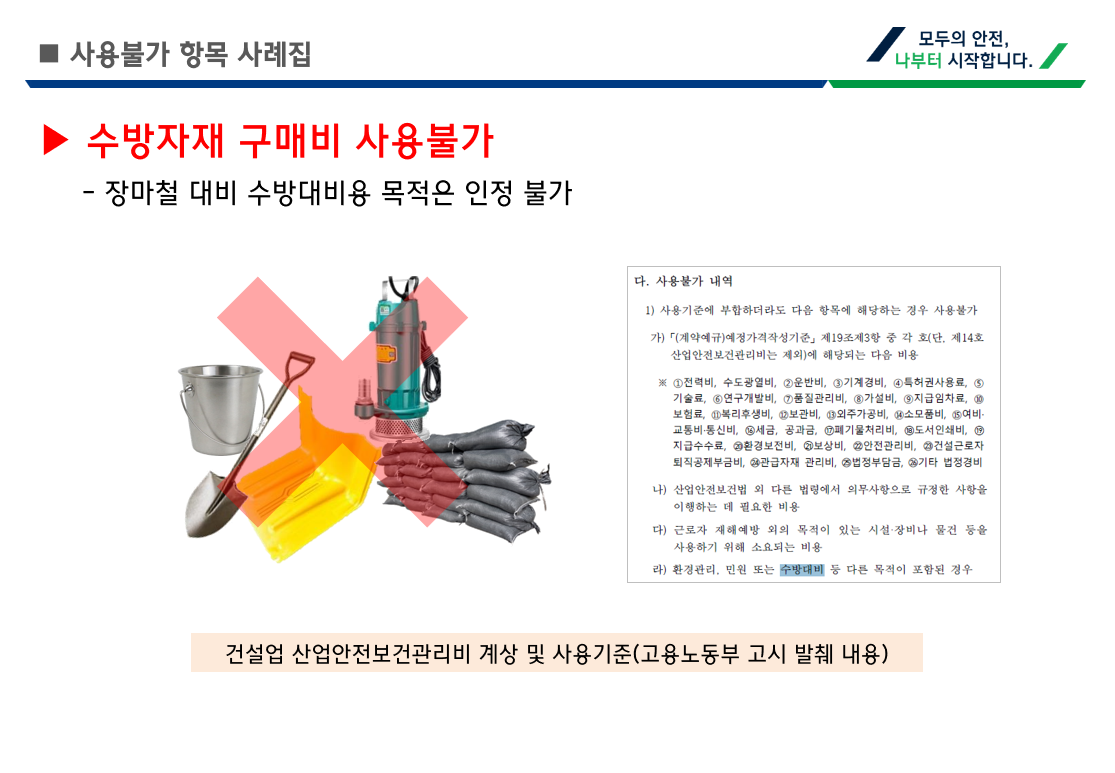 ■ 사용불가 항목 사례집
모두의 안전,
나부터 시작합니다.
▶ 수방자재 구매비 사용불가
- 장마철 대비 수방대비용 목적은 인정 불가
다. 사용불가 내역
1) 사용기준에 부합하더라도 다음 항목에 해당하는 경우 사용불가
가)「(계약예규)예정가격작성기준」제19조제3항 중 각 호(단, 제14호
산업안전보건관리비는 제외)에 해당되는 다음 비용
※ ①전력비, 수도광열비, ②운반비, ③기계경비, ④특허권사용료, ⑤
기술료, ⑥연구개발비, ⑦품질관리비, ⑧가설비, ⑨지급임차료, ⑩
보험료, ⑪복리후생비, ⑫보관비, ⑬외주가공비, ⑭소모품비, ⑮여비·
교통비·통신비, ⑯세금, 공과금, ⑰폐기물처리비, ⑱도서인쇄비, ⑲
지급수수료, ⑳환경보전비, ㉑보상비, ㉒안전관리비, ㉓건설근로자
퇴직공제부금비, ㉔관급자재 관리비, ㉕법정부담금, ㉖기타 법정경비
나) 산업안전보건법 외 다른 법령에서 의무사항으로 규정한 사항을
이행하는 데 필요한 비용
다) 근로자 재해예방 외의 목적이 있는 시설·장비나 물건 등을
사용하기 위해 소요되는 비용
라) 환경관리, 민원 또는 수방대비 등 다른 목적이 포함된 경우
건설업 산업안전보건관리비 계상 및 사용기준(고용노동부 고시 발췌 내용)